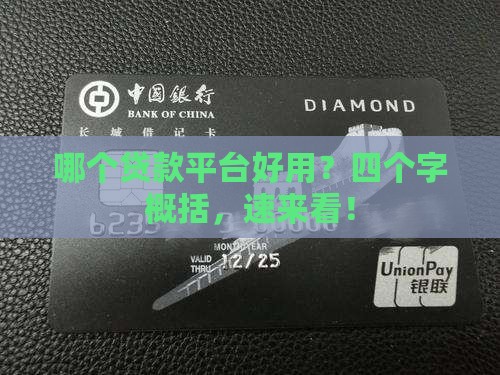 中国银行
BANK OF CHINA
DIAMOND
长城借记卡
哪个贷款平台好用？四个字
概括，速来看！
MONTH/YEAR
VALID
THRU
12/25
UnionPay
银联